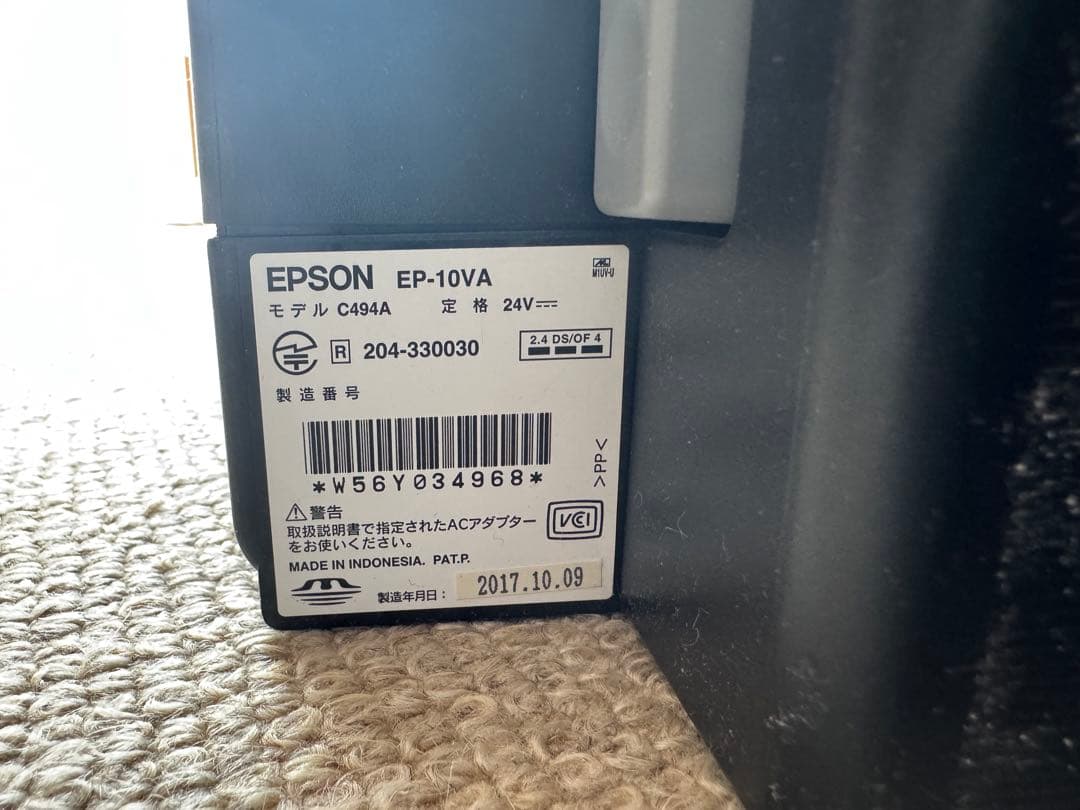 EPSON EP-10VA
M1UV-U
モデル C494A 定格 24V
R 204-330030
2.4 DS/OF 4
製造番号
*W56Y034968*
>PP<
⚠警告
取扱説明書で指定されたACアダプター
をお使いください。
VCCI
MADE IN INDONESIA. PAT.P.
製造年月日： 2017.10.09